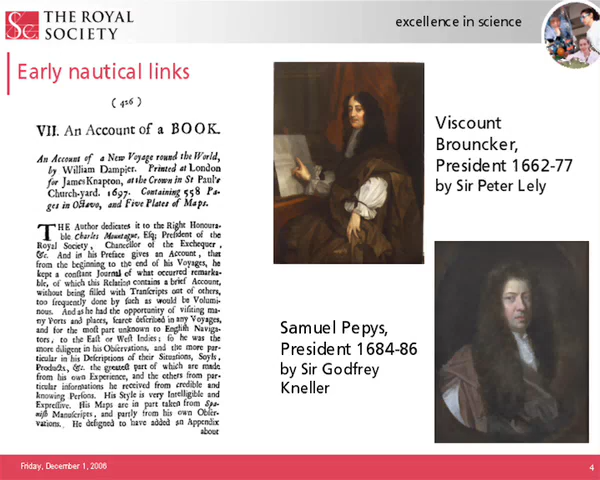 THE ROYAL
SOCIETY
excellence in science
Early nautical links
( 426 )
VII. An Account of a BOOK.
An Account of a New Voyage round the World,
by William Dampier. Printed at London
for James Knapton, at the Crown in St Paul's
Church-yard. 1697. Containing 558 Pa-
ges in Octavo, and Five Plates of Maps.
THE Author dedicates it to the Right Honoura-
ble Charles Mountague, Esq; President of the
Royal Society, Chancellor of the Exchequer,
&c. And in his Preface gives an Account, that
from the beginning to the end of his Voyages, he
kept a conſtant Journal of what occurred remarka-
ble, of which this Relation contains a brief Account,
without being filled with Tranſcripts out of others,
too frequently done by ſuch as would be Volumi-
nous. And as he had the opportunity of viſiting ma-
ny Ports and places, ſcarce deſcribed in any Voyages,
and for the moſt part unknown to Engliſh Naviga-
tors, to the Eaſt or Weſt Indies; ſo he was the
more diligent in his Obſervations, and the more par-
ticular in his Deſcriptions of their Situations, Soyls,
Products, &c. the greateſt part of which are made
from his own Experience, and the others from par-
ticular informations he received from credible and
knowing Perſons. His Style is very Intelligible and
Expreſſive. His Maps are in part taken from Spa-
niſh Manuſcripts, and partly from his own Obſer-
vations. He deſigned to have added an Appendix
about
Viscount
Brouncker,
President 1662-77
by Sir Peter Lely
Samuel Pepys,
President 1684-86
by Sir Godfrey
Kneller
Friday, December 1, 2006
4